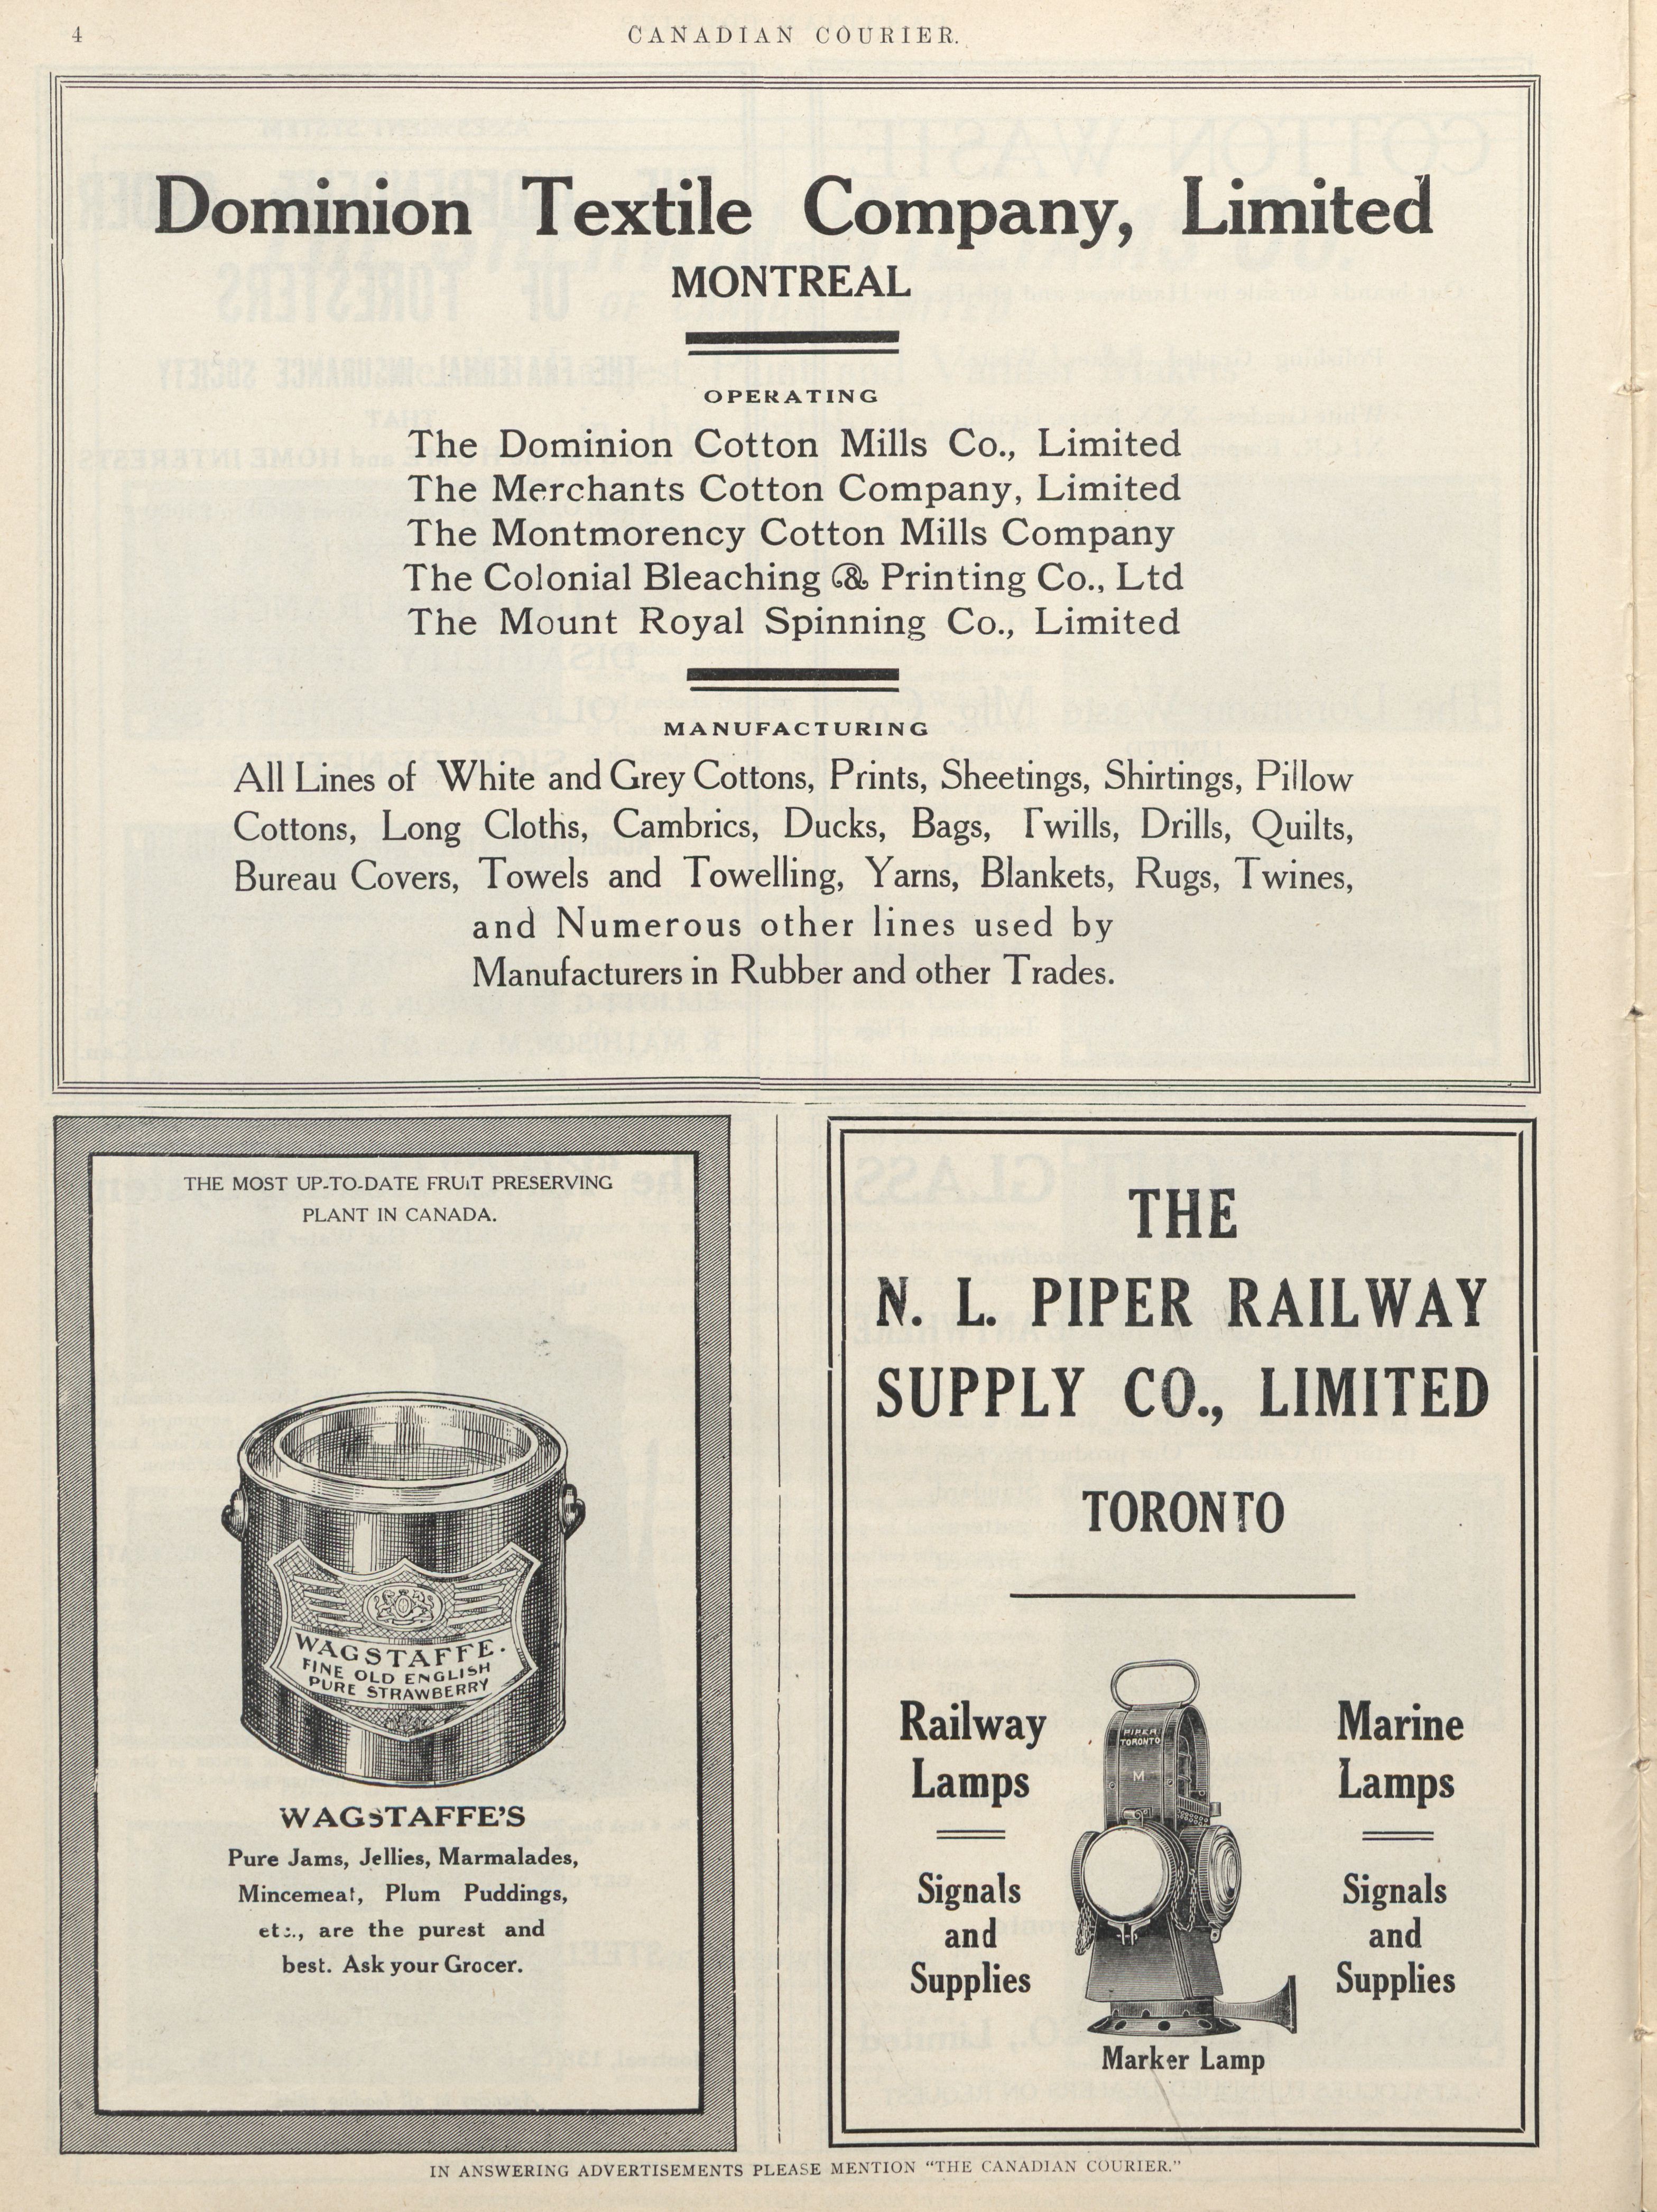 4
CANADIAN COURIER.
Dominion Textile Company, Limited
MONTREAL
OPERATING
The Dominion Cotton Mills Co., Limited
The Merchants Cotton Company, Limited
The Montmorency Cotton Mills Company
The Colonial Bleaching & Printing Co., Ltd
The Mount Royal Spinning Co., Limited
MANUFACTURING
All Lines of White and Grey Cottons, Prints, Sheetings, Shirtings, Pillow
Cottons, Long Cloths, Cambrics, Ducks, Bags, Twills, Drills, Quilts,
Bureau Covers, Towels and Towelling, Yarns, Blankets, Rugs, Twines,
and Numerous other lines used by
Manufacturers in Rubber and other Trades.
THE MOST UP-TO-DATE FRUIT PRESERVING
PLANT IN CANADA.
WAGSTAFFE.
FINE OLD ENGLISH
PURE STRAWBERRY
WAGSTAFFE'S
Pure Jams, Jellies, Marmalades,
Mincemeat, Plum Puddings,
etc., are the purest and
best. Ask your Grocer.
THE
N. L. PIPER RAILWAY
SUPPLY CO., LIMITED
TORONTO
Railway
Lamps
Signals
and
Supplies
PIPER
TORONTO
M
Marine
Lamps
Signals
and
Supplies
Marker Lamp
IN ANSWERING ADVERTISEMENTS PLEASE MENTION "THE CANADIAN COURIER."